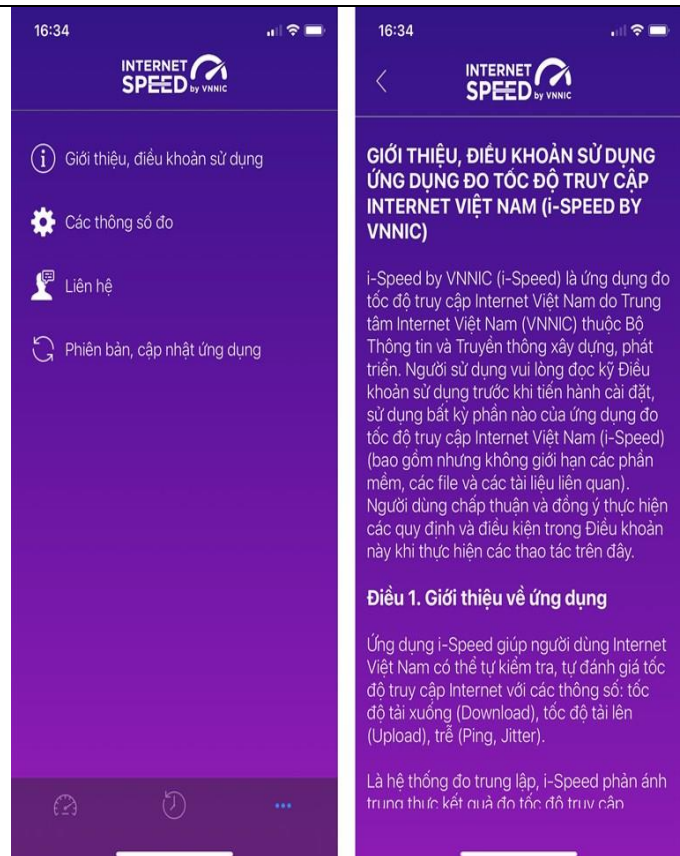 16:34
INTERNET
SPEED by VNNIC
Giới thiệu, điều khoản sử dụng
Các thông số đo
Liên hệ
Phiên bản, cập nhật ứng dụng
16:34
INTERNET
SPEED by VNNIC
GIỚI THIỆU, ĐIỀU KHOẢN SỬ DỤNG
ỨNG DỤNG ĐO TỐC ĐỘ TRUY CẬP
INTERNET VIỆT NAM (i-SPEED BY
VNNIC)
i-Speed by VNNIC (i-Speed) là ứng dụng đo
tốc độ truy cập Internet Việt Nam do Trung
tâm Internet Việt Nam (VNNIC) thuộc Bộ
Thông tin và Truyền thông xây dựng, phát
triển. Người sử dụng vui lòng đọc kỹ Điều
khoản sử dụng trước khi tiến hành cài đặt,
sử dụng bất kỳ phần nào của ứng dụng đo
tốc độ truy cập Internet Việt Nam (i-Speed)
(bao gồm nhưng không giới hạn các phần
mềm, các file và các tài liệu liên quan).
Người dùng chấp thuận và đồng ý thực hiện
các quy định và điều kiện trong Điều khoản
này khi thực hiện các thao tác trên đây.
Điều 1. Giới thiệu về ứng dụng
Ứng dụng i-Speed giúp người dùng Internet
Việt Nam có thể tự kiểm tra, tự đánh giá tốc
độ truy cập Internet với các thông số: tốc
độ tải xuống (Download), tốc độ tải lên
(Upload), trễ (Ping, Jitter).
Là hệ thống đo trung lập, i-Speed phản ánh
trung thực kết quả đo tốc độ truy cập